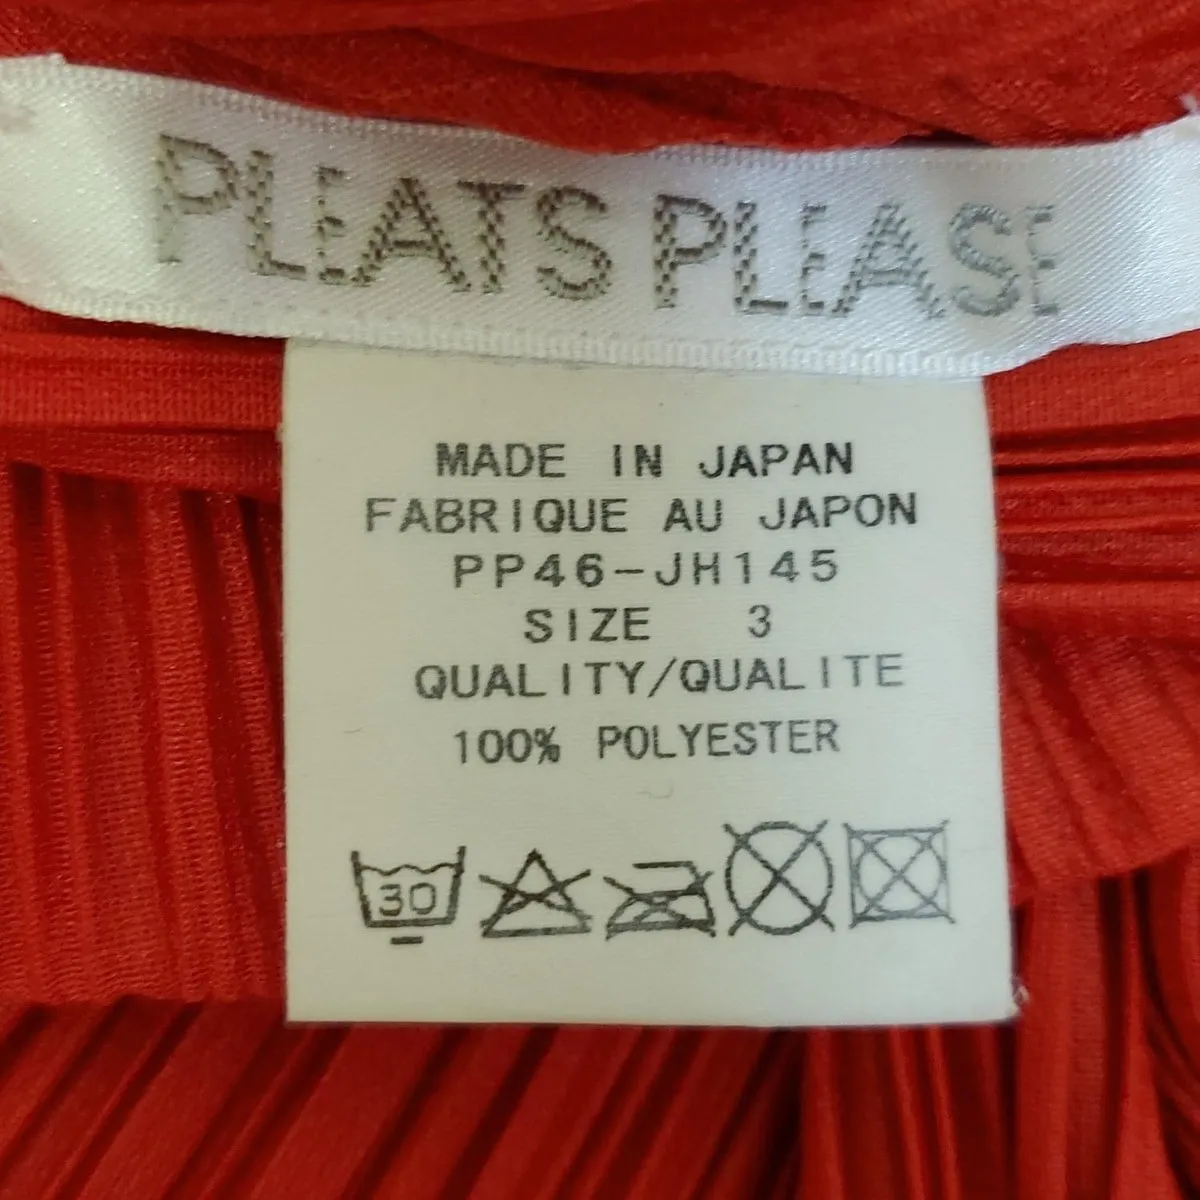 PLEATS PLEASE
MADE IN JAPAN
FABRIQUE AU JAPON
PP46-JH145
SIZE 3
QUALITY/QUALITE
100% POLYESTER
30